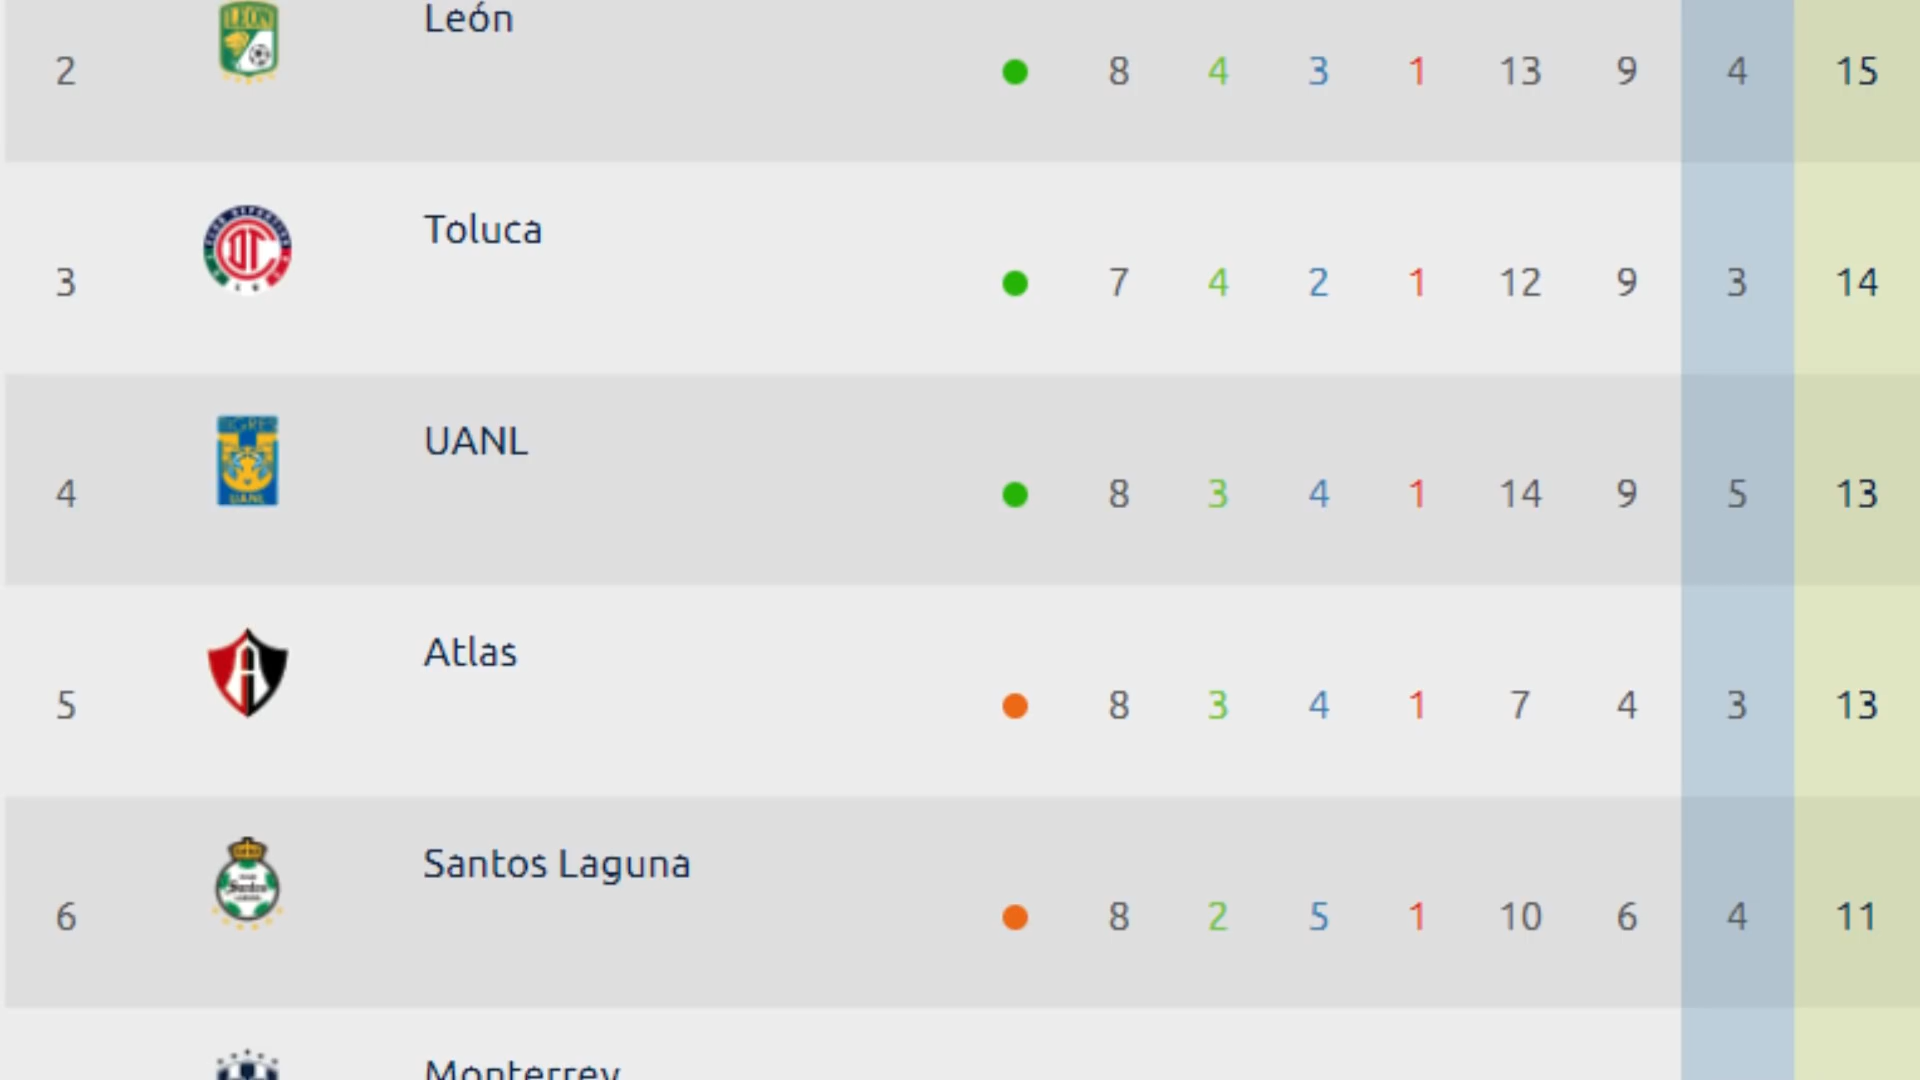 León
2 8 4 3 1 13 9 4 15
Toluca
3 7 4 2 1 12 9 3 14
UANL
4 8 3 4 1 14 9 5 13
Atlas
5 8 3 4 1 7 4 3 13
Santos Laguna
6 8 2 5 1 10 6 4 11
Monterrey